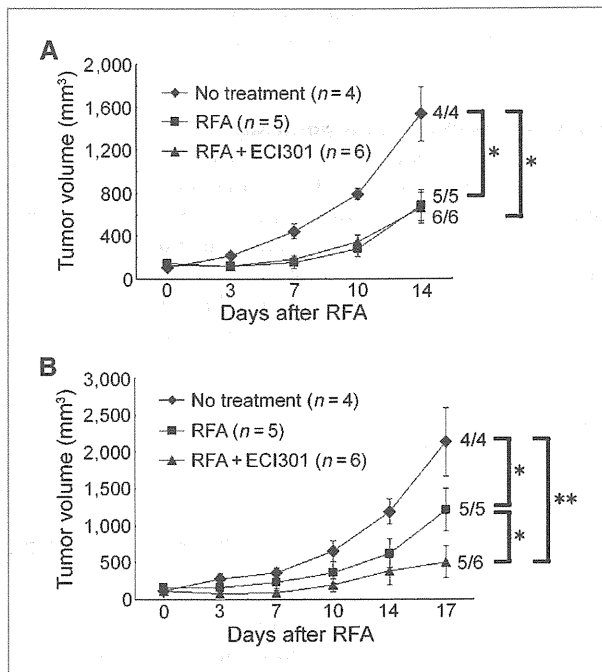 A
Tumor volume (mm³)
2,000
1,600
1,200
800
400
0
No treatment (n = 4)
RFA (n = 5)
RFA + ECI301 (n = 6)
4/4
5/5
6/6
*
*
0 3 7 10 14
Days after RFA
B
Tumor volume (mm³)
3,000
2,500
2,000
1,500
1,000
500
0
No treatment (n = 4)
RFA (n = 5)
RFA + ECI301 (n = 6)
4/4
5/5
5/6
*
*
**
0 3 7 10 14 17
Days after RFA